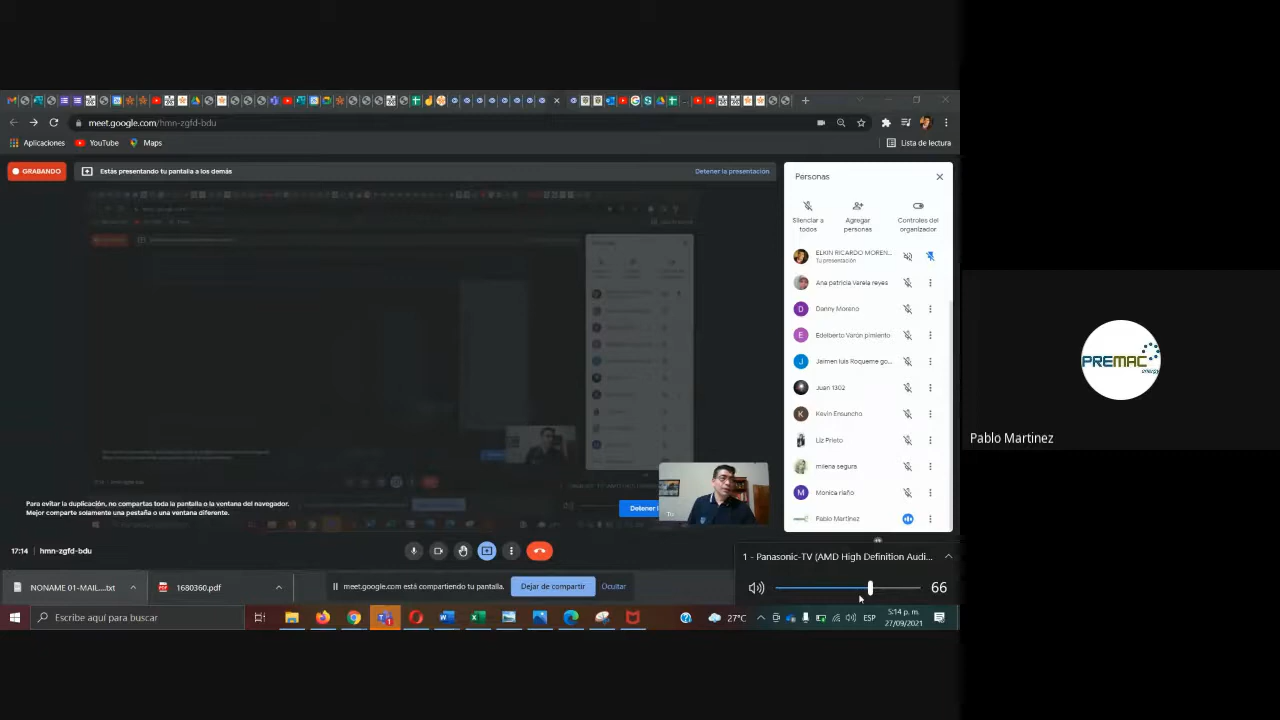 meet.google.com/hmn-zgfd-bdu
Aplicaciones
YouTube
Maps
Lista de lectura
GRABANDO
Estás presentando tu pantalla a los demás
Detener la presentación
Personas
Silenciar a todos
Agregar personas
Controles del organizador
ELKIN RICARDO MOREN...
Tu presentación
Ana patricia Varela reyes
D
Danny Moreno
E
Edelberto Varón pimiento
J
Jaimen luis Roqueme go...
Juan 1302
K
Kevin Ensuncho
Liz Prieto
milena segura
M
Monica riaño
Pablo Martinez
Para evitar la duplicación, no compartas toda la pantalla o la ventana del navegador.
Mejor comparte solamente una pestaña o una ventana diferente.
Detener
Tú
17:14 | hmn-zgfd-bdu
1 - Panasonic-TV (AMD High Definition Audi...
66
NONAME 01-MAIL....txt
1680360.pdf
meet.google.com está compartiendo tu pantalla.
Dejar de compartir
Ocultar
Escribe aquí para buscar
27°C
ESP
5:14 p. m.
27/09/2021
PREMAC
energy
Pablo Martinez